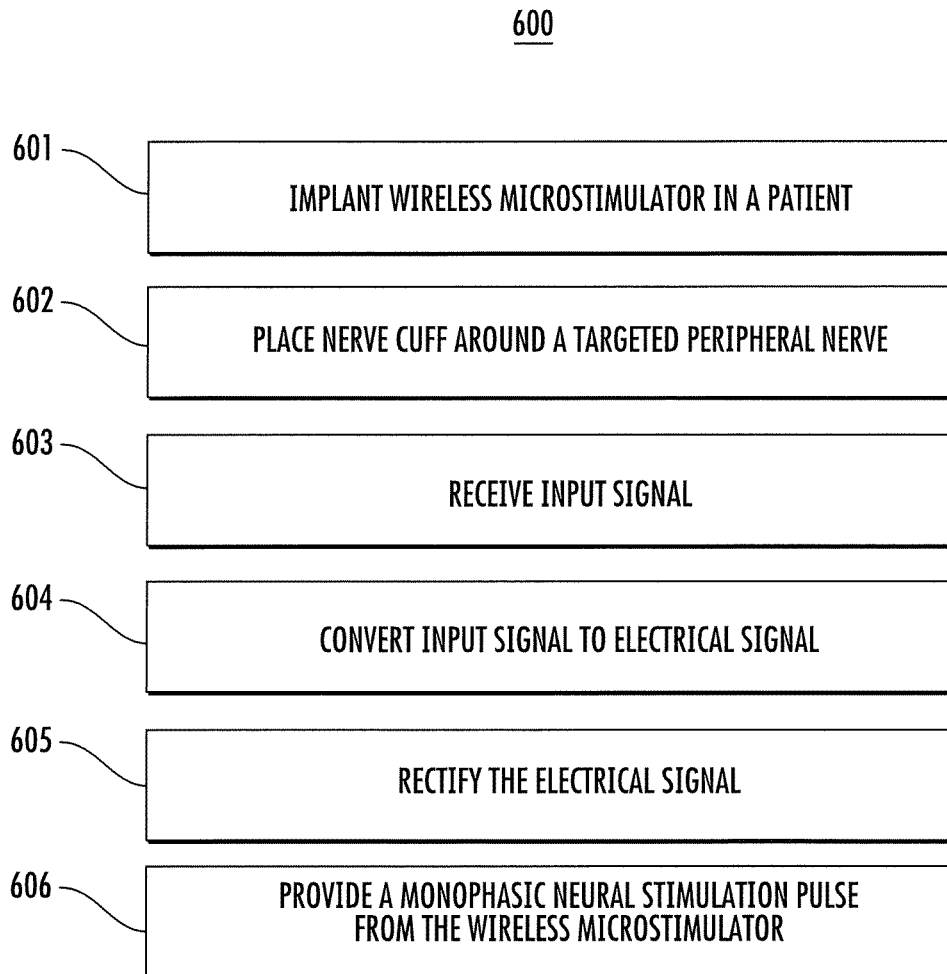 600
601
IMPLANT WIRELESS MICROSTIMULATOR IN A PATIENT
602
PLACE NERVE CUFF AROUND A TARGETED PERIPHERAL NERVE
603
RECEIVE INPUT SIGNAL
604
CONVERT INPUT SIGNAL TO ELECTRICAL SIGNAL
605
RECTIFY THE ELECTRICAL SIGNAL
606
PROVIDE A MONOPHASIC NEURAL STIMULATION PULSE
FROM THE WIRELESS MICROSTIMULATOR